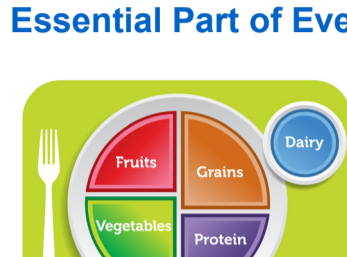 Essential Part of Eve
Dairy
Fruits
Grains
Vegetables
Protein